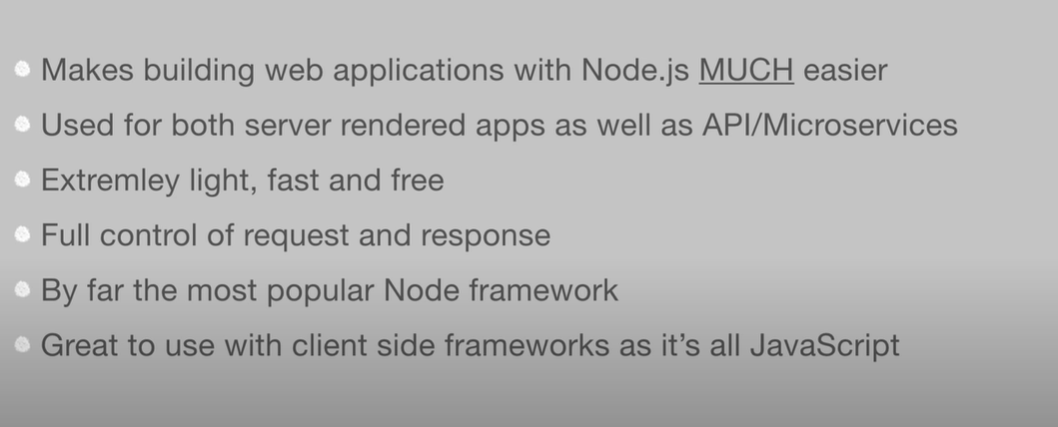 Makes building web applications with Node.js MUCH easier
Used for both server rendered apps as well as API/Microservices
Extremley light, fast and free
Full control of request and response
By far the most popular Node framework
Great to use with client side frameworks as it’s all JavaScript